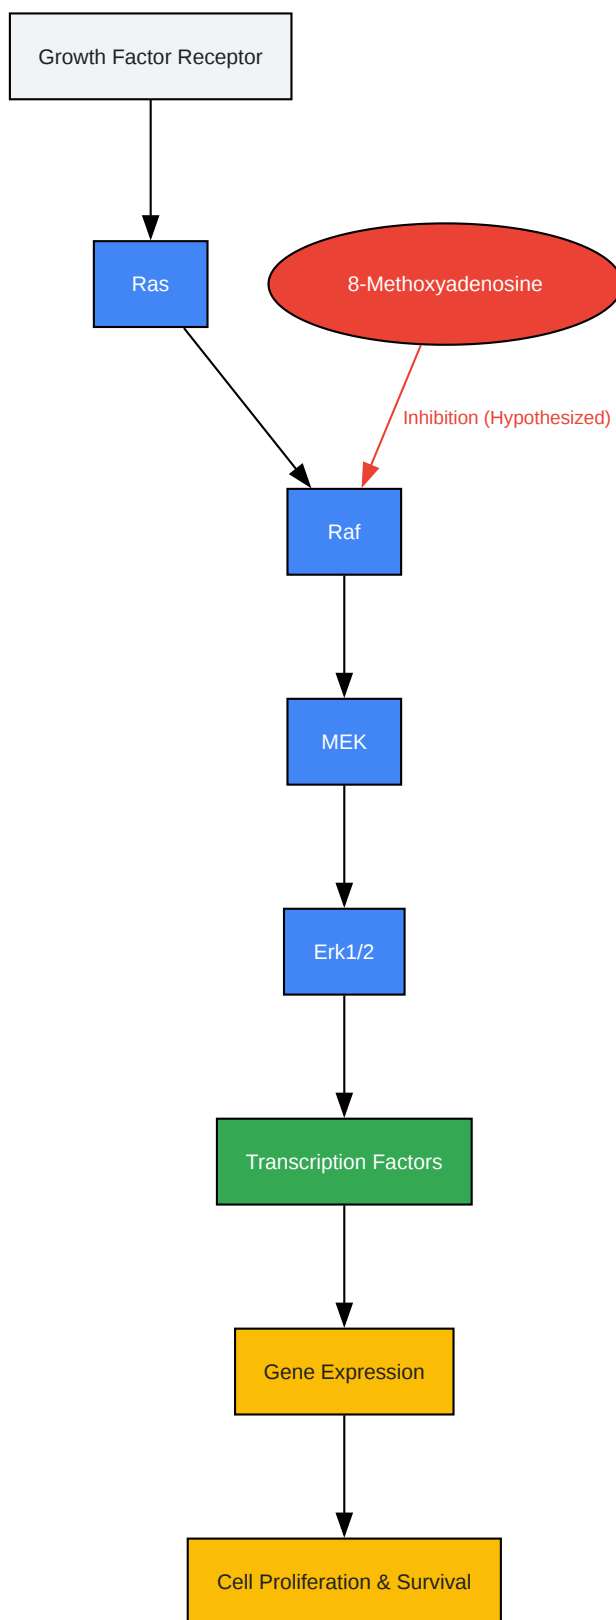 Growth Factor Receptor
Ras
8-Methoxyadenosine
Inhibition (Hypothesized)
Raf
MEK
Erk1/2
Transcription Factors
Gene Expression
Cell Proliferation & Survival